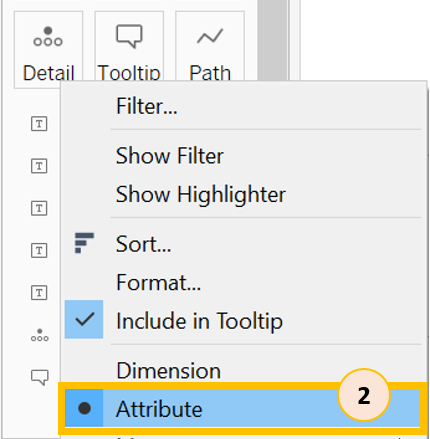 Detail Tooltip Path
T
Filter...
T
Show Filter
T
Show Highlighter
T
Sort...
T
Format...
Include in Tooltip
Dimension
Attribute 2